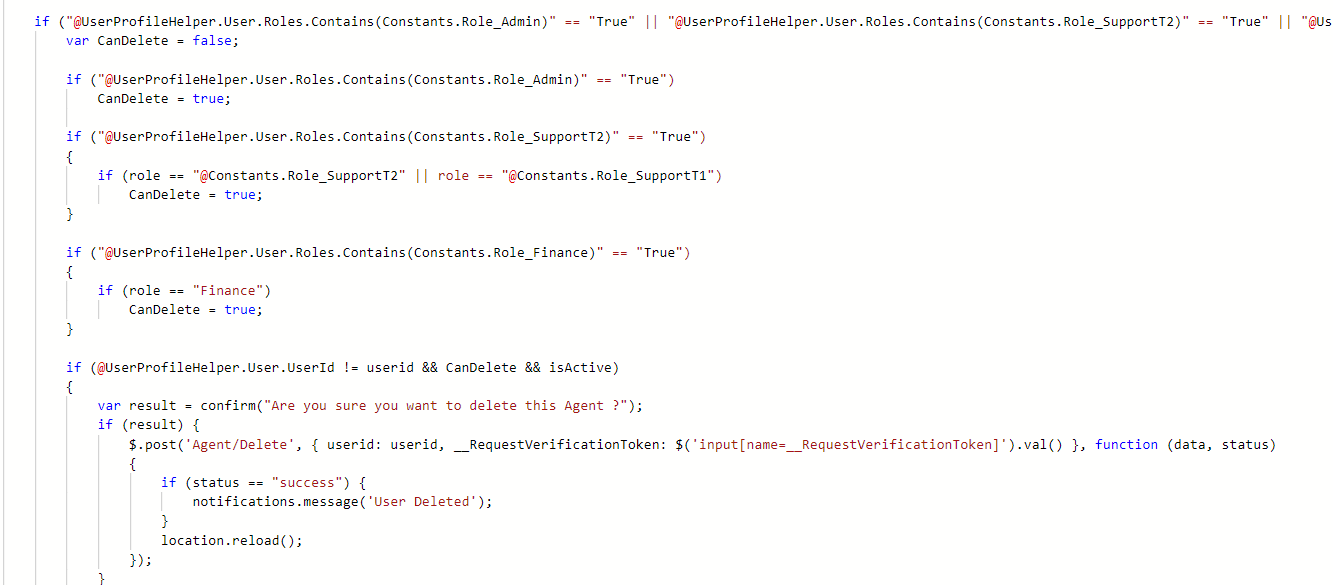 if ("@UserProfileHelper.User.Roles.Contains(Constants.Role_Admin)" == "True" || "@UserProfileHelper.User.Roles.Contains(Constants.Role_SupportT2)" == "True" || "@Us
var CanDelete = false;
if ("@UserProfileHelper.User.Roles.Contains(Constants.Role_Admin)" == "True")
CanDelete = true;
if ("@UserProfileHelper.User.Roles.Contains(Constants.Role_SupportT2)" == "True")
{
if (role == "@Constants.Role_SupportT2" || role == "@Constants.Role_SupportT1")
CanDelete = true;
}
if ("@UserProfileHelper.User.Roles.Contains(Constants.Role_Finance)" == "True")
{
if (role == "Finance")
CanDelete = true;
}
if (@UserProfileHelper.User.UserId != userid && CanDelete && isActive)
{
var result = confirm("Are you sure you want to delete this Agent ?");
if (result) {
$.post('Agent/Delete', { userid: userid, __RequestVerificationToken: $('input[name=__RequestVerificationToken]').val() }, function (data, status)
{
if (status == "success") {
notifications.message('User Deleted');
}
location.reload();
});
}